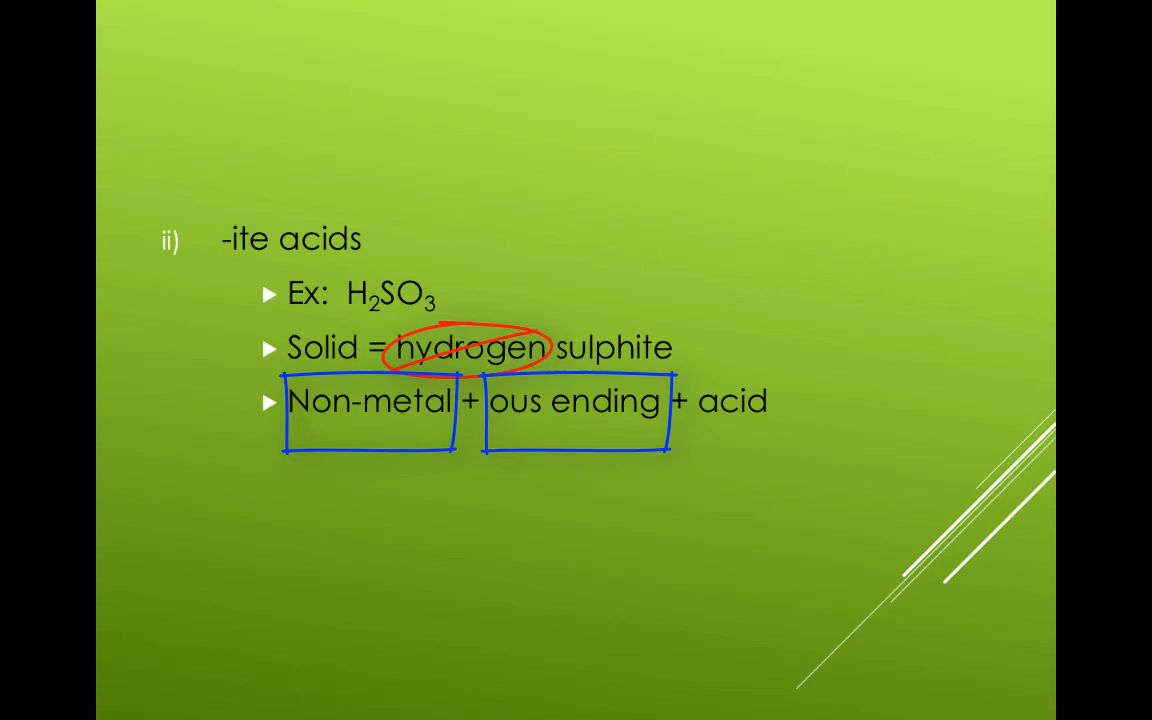 ii) -ite acids
Ex: H₂SO₃
Solid = hydrogen sulphite
Non-metal + ous ending + acid